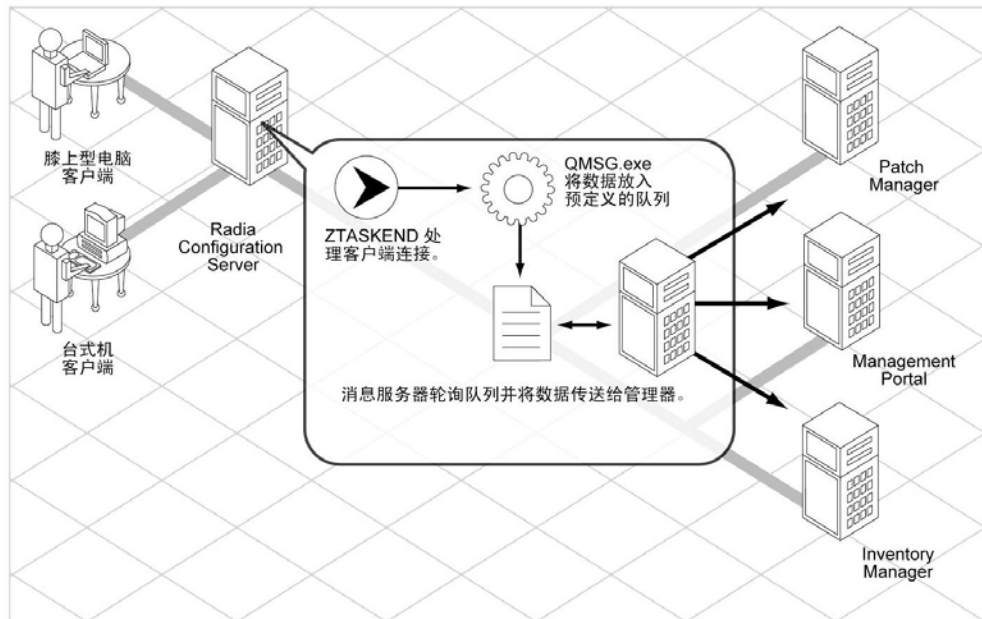 膝上型电脑
客户端
Radia
Configuration
Server
台式机
客户端
ZTASKEND 处
理客户端连接。
QMSG.exe
将数据放入
预定义的队列
消息服务器轮询队列并将数据传送给管理器。
Patch
Manager
Management
Portal
Inventory
Manager